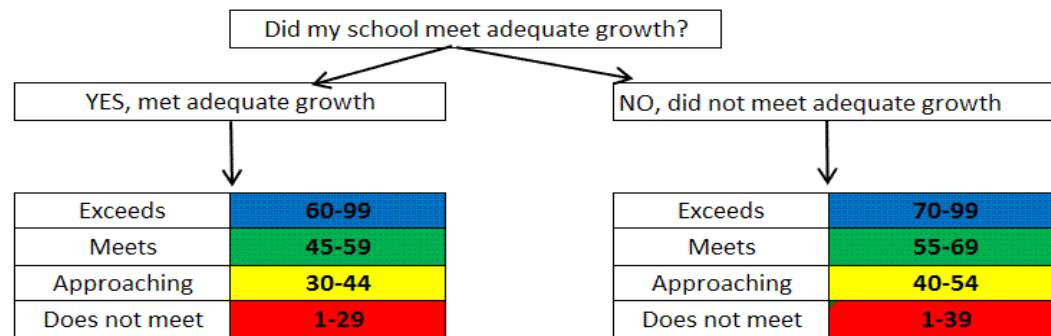 Did my school meet adequate growth?
YES, met adequate growth
NO, did not meet adequate growth
Exceeds 60-99
Meets 45-59
Approaching 30-44
Does not meet 1-29
Exceeds 70-99
Meets 55-69
Approaching 40-54
Does not meet 1-39